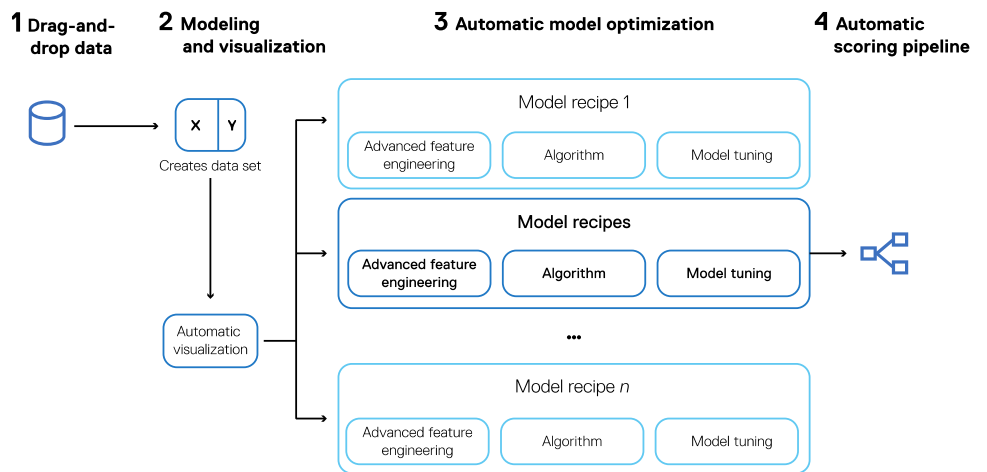 1 Drag-and-
drop data
2 Modeling
and visualization
3 Automatic model optimization
4 Automatic
scoring pipeline
X Y
Creates data set
Automatic
visualization
Model recipe 1
Advanced feature
engineering
Algorithm
Model tuning
Model recipes
Advanced feature
engineering
Algorithm
Model tuning
...
Model recipe n
Advanced feature
engineering
Algorithm
Model tuning